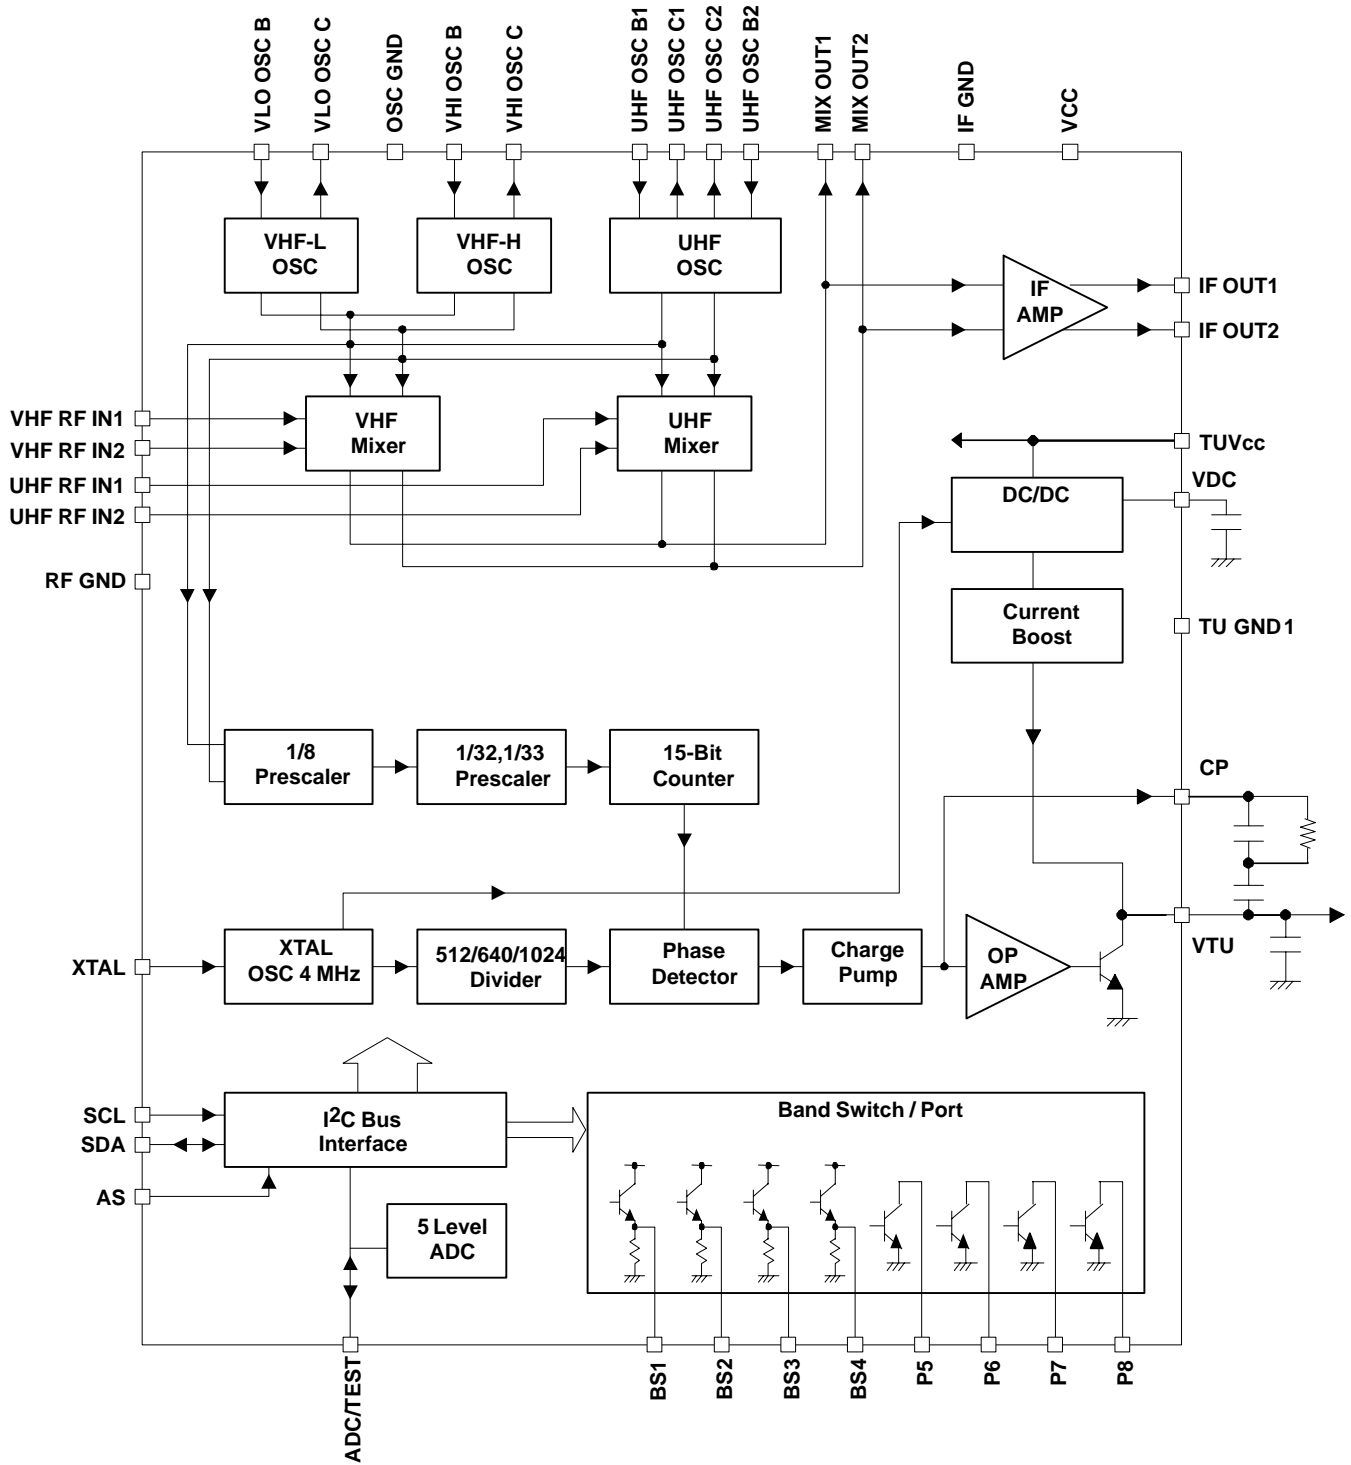 VLO OSC B
VLO OSC C
OSC GND
VHI OSC B
VHI OSC C
UHF OSC B1
UHF OSC C1
UHF OSC C2
UHF OSC B2
MIX OUT1
MIX OUT2
IF GND
VCC
VHF-L
OSC
VHF-H
OSC
UHF
OSC
IF
AMP
IF OUT1
IF OUT2
VHF RF IN1
VHF RF IN2
UHF RF IN1
UHF RF IN2
RF GND
VHF
Mixer
UHF
Mixer
TUVcc
VDC
DC/DC
Current
Boost
TU GND1
1/8
Prescaler
1/32,1/33
Prescaler
15-Bit
Counter
CP
XTAL
XTAL
OSC 4 MHz
512/640/1024
Divider
Phase
Detector
Charge
Pump
OP
AMP
VTU
SCL
SDA
AS
I2C Bus
Interface
5 Level
ADC
Band Switch / Port
ADC/TEST
BS1
BS2
BS3
BS4
P5
P6
P7
P8